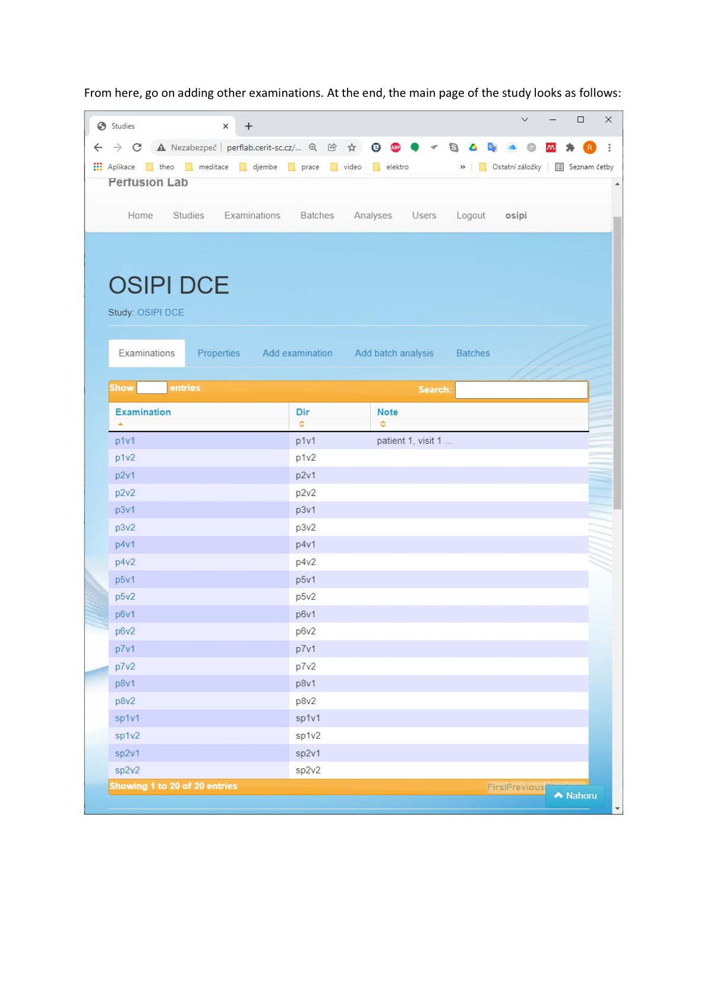 From here, go on adding other examinations. At the end, the main page of the study looks as follows:
Studies
Nezabezpeč | perflab.cerit-sc.cz/...
ABP
R
Aplikace theo meditace djembe prace video elektro » Ostatní záložky Seznam četby
Perfusion Lab
Home Studies Examinations Batches Analyses Users Logout osipi
OSIPI DCE
Study: OSIPI DCE
Examinations Properties Add examination Add batch analysis Batches
Show entries Search:
Examination Dir Note
p1v1 p1v1 patient 1, visit 1 ...
p1v2 p1v2
p2v1 p2v1
p2v2 p2v2
p3v1 p3v1
p3v2 p3v2
p4v1 p4v1
p4v2 p4v2
p5v1 p5v1
p5v2 p5v2
p6v1 p6v1
p6v2 p6v2
p7v1 p7v1
p7v2 p7v2
p8v1 p8v1
p8v2 p8v2
sp1v1 sp1v1
sp1v2 sp1v2
sp2v1 sp2v1
sp2v2 sp2v2
Showing 1 to 20 of 20 entries First Previous
Nahoru